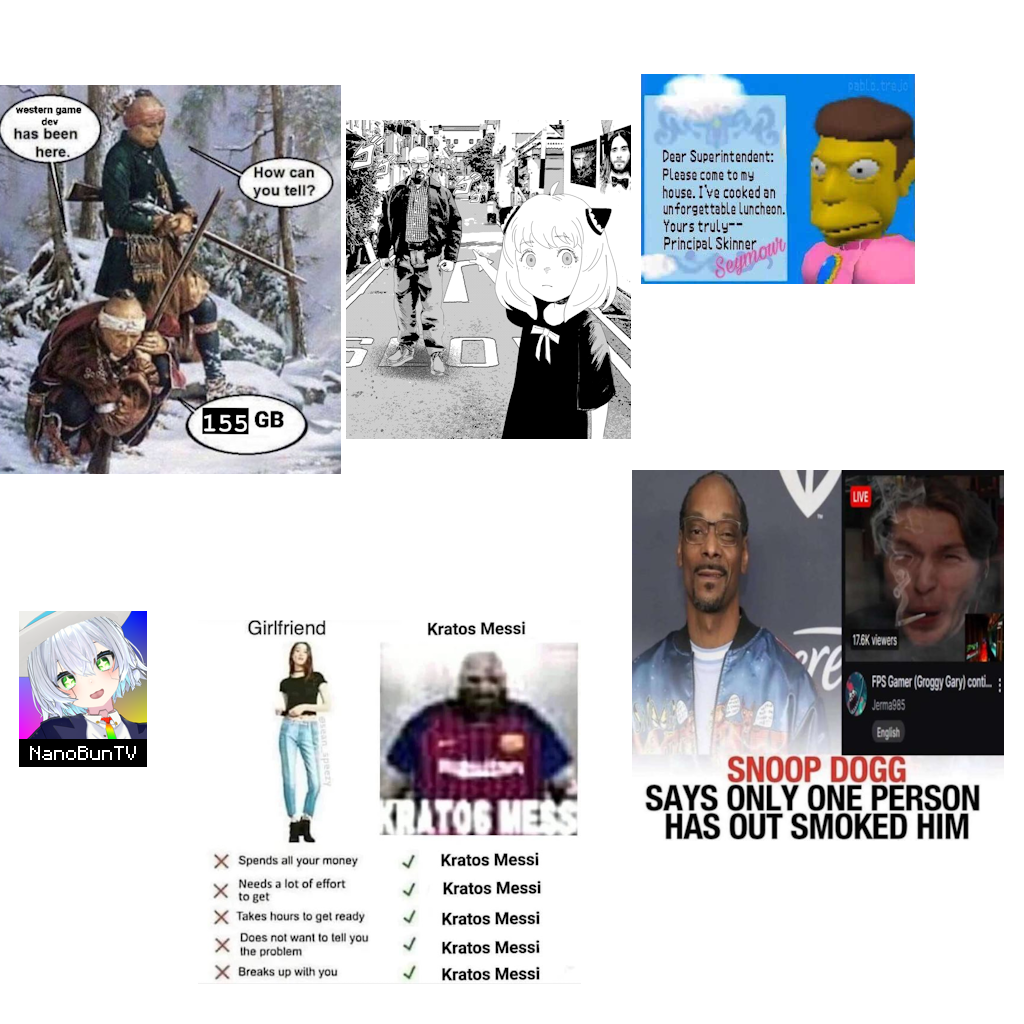 western game
dev
has been
here.
How can
you tell?
155 GB
SLOW
pablo.trejo
Dear Superintendent:
Please come to my
house. I've cooked an
unforgettable luncheon.
Yours truly--
Principal Skinner
Seymour
NanoBunTV
Girlfriend
Kratos Messi
KRATOS MESSI
Spends all your money
Kratos Messi
Needs a lot of effort
to get
Kratos Messi
Takes hours to get ready
Kratos Messi
Does not want to tell you
the problem
Kratos Messi
Breaks up with you
Kratos Messi
LIVE
17.6K viewers
FPS Gamer (Groggy Gary) conti...
Jerma985
English
SNOOP DOGG
SAYS ONLY ONE PERSON
HAS OUT SMOKED HIM